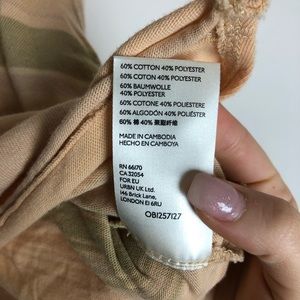 60% COTTON 40% POLYESTER
60% COTON 40% POLYESTER
60% BAUMWOLLE
40% POLYESTER
60% COTONE 40% POLIESTERE
60% ALGODÓN 40% POLIÉSTER
60% 棉 40% 聚酯纤维
MADE IN CAMBODIA
HECHO EN CAMBOYA
RN 66170
CA 32054
FOR EU
URBN UK Ltd.
146 Brick Lane,
LONDON E1 6RU
OB1257127